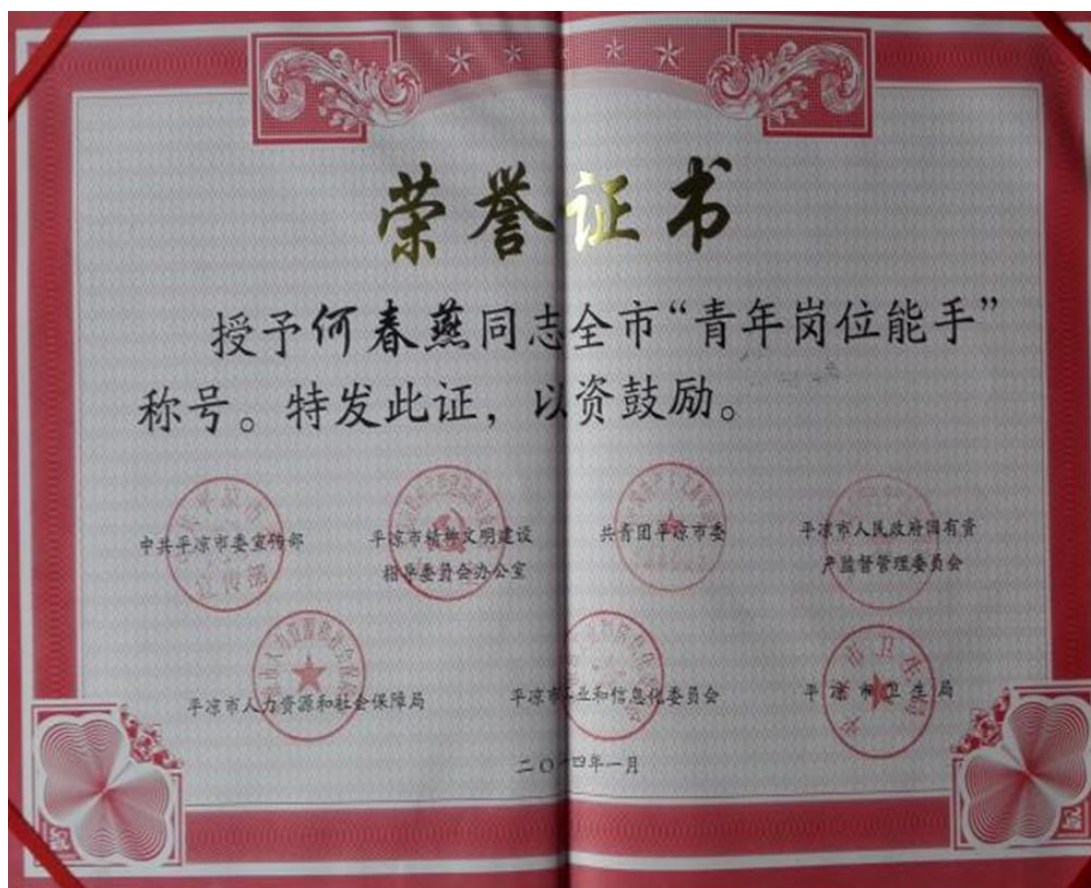 荣誉证书
授予何春燕同志全市“青年岗位能手”
称号。特发此证，以资鼓励。
中共平凉市委宣传部
平凉市精神文明建设
指导委员会办公室
共青团平凉市委
平凉市人民政府国有资
产监督管理委员会
平凉市人力资源和社会保障局
平凉市工业和信息化委员会
平凉市卫生局
二〇一四年一月